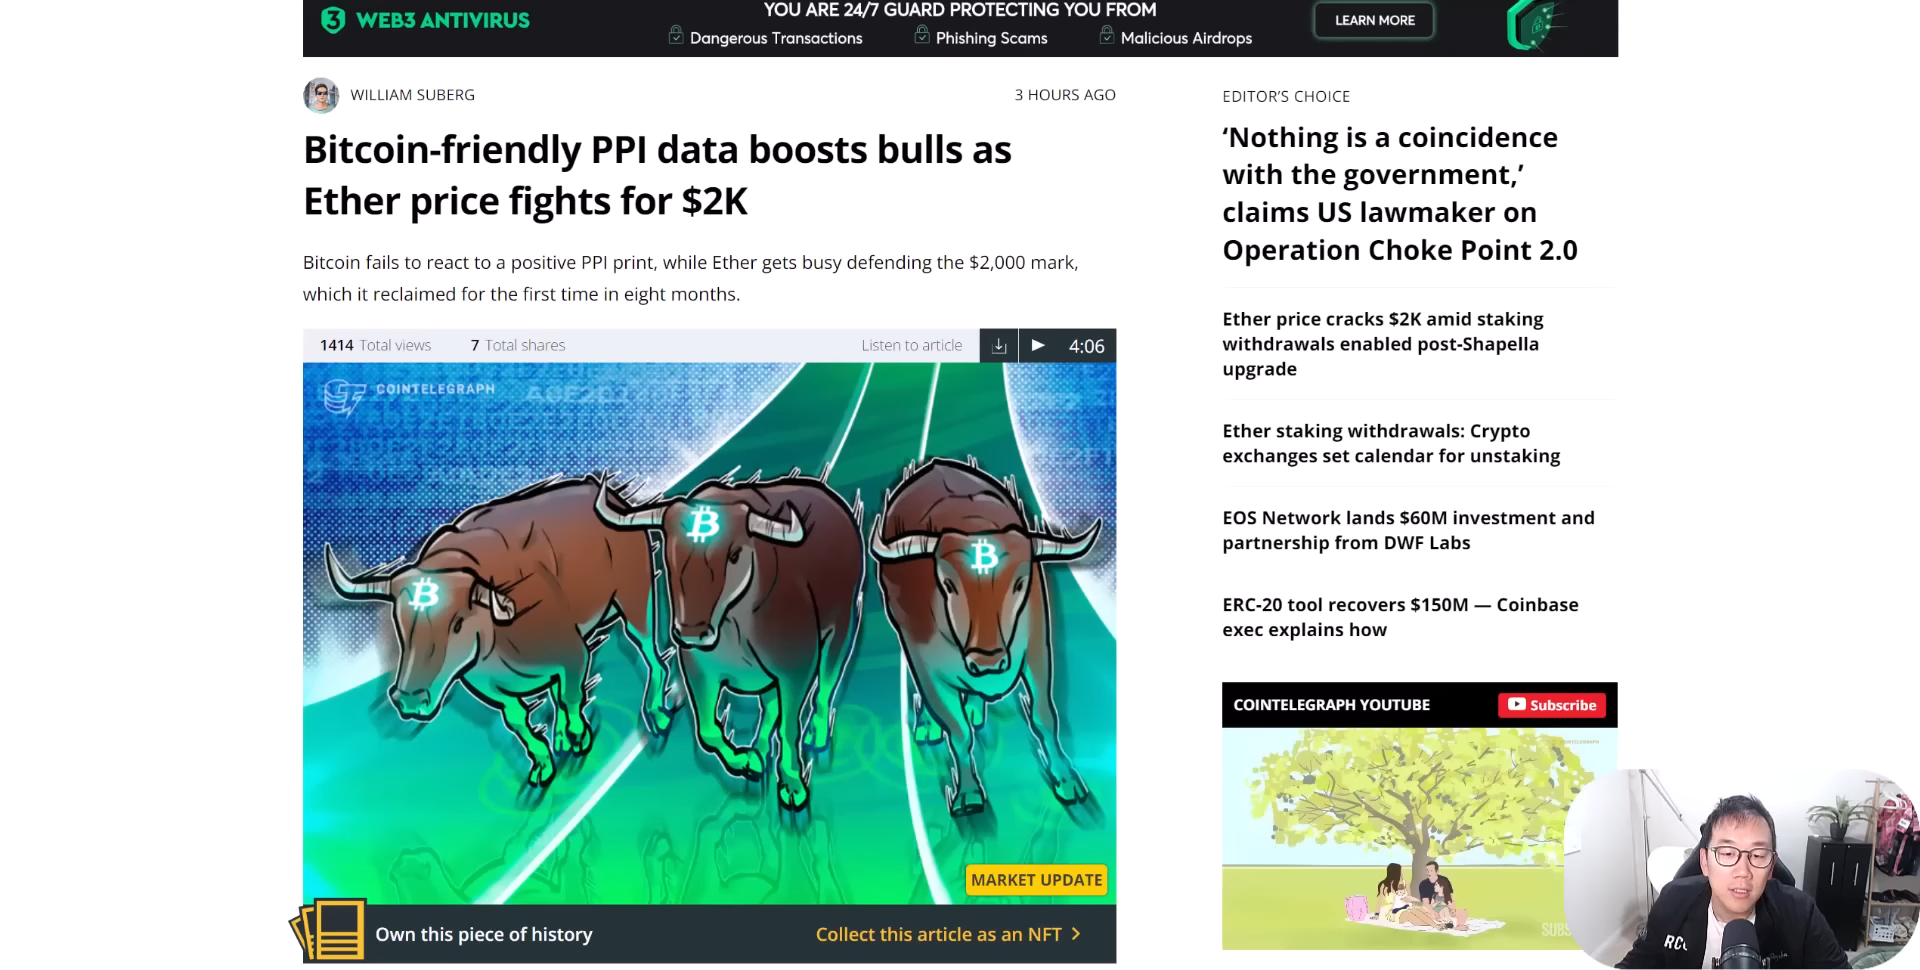 WEB3 ANTIVIRUS
YOU ARE 24/7 GUARD PROTECTING YOU FROM
Dangerous Transactions
Phishing Scams
Malicious Airdrops
LEARN MORE
WILLIAM SUBERG
3 HOURS AGO
Bitcoin-friendly PPI data boosts bulls as
Ether price fights for $2K
Bitcoin fails to react to a positive PPI print, while Ether gets busy defending the $2,000 mark,
which it reclaimed for the first time in eight months.
1414 Total views
7 Total shares
Listen to article
4:06
COINTELEGRAPH
MARKET UPDATE
Own this piece of history
Collect this article as an NFT
EDITOR’S CHOICE
‘Nothing is a coincidence
with the government,’
claims US lawmaker on
Operation Choke Point 2.0
Ether price cracks $2K amid staking
withdrawals enabled post-Shapella
upgrade
Ether staking withdrawals: Crypto
exchanges set calendar for unstaking
EOS Network lands $60M investment and
partnership from DWF Labs
ERC-20 tool recovers $150M — Coinbase
exec explains how
COINTELEGRAPH YOUTUBE
Subscribe